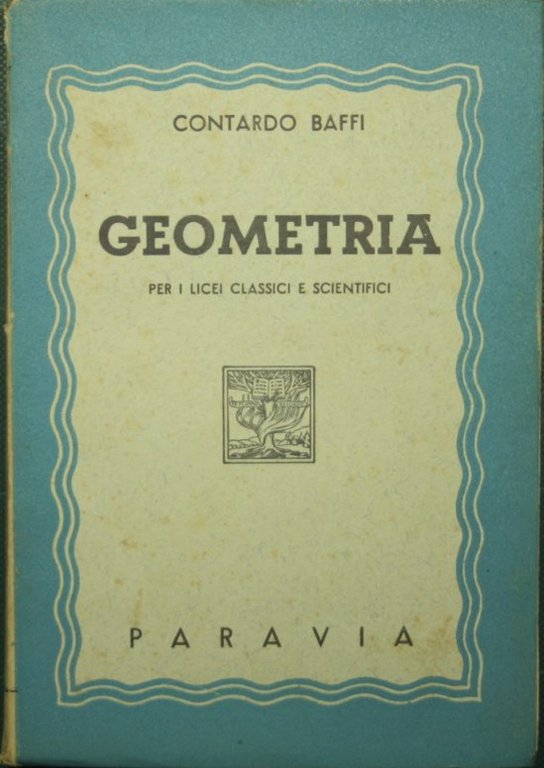 CONTARDO BAFFI
GEOMETRIA
PER I LICEI CLASSICI E SCIENTIFICI
PARAVIA